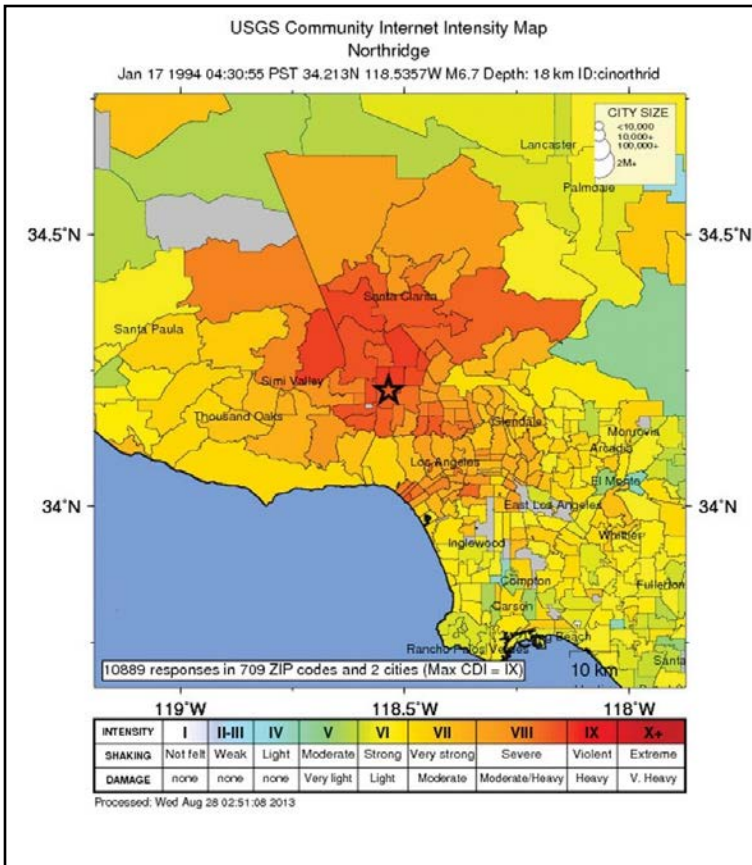 USGS Community Internet Intensity Map
Northridge
Jan 17 1994 04:30:55 PST 34.213N 118.5357W M6.7 Depth: 18 km ID:cinorthrid
CITY SIZE
<10,000
10,000+
100,000+
2M+
Lancaster
Palmdale
34.5°N
34.5°N
Santa Clarita
Santa Paula
Simi Valley
Thousand Oaks
Glendale
Monrovia
Arcadia
Los Angeles
El Monte
34°N
34°N
East Los Angeles
Whittier
Inglewood
Compton
Fullerton
Carson
Long Beach
Rancho Palos Verdes
Santa
10889 responses in 709 ZIP codes and 2 cities (Max CDI = IX)
10 km
119°W
118.5°W
118°W
INTENSITY I II-III IV V VI VII VIII IX X+
SHAKING Not felt Weak Light Moderate Strong Very strong Severe Violent Extreme
DAMAGE none none none Very light Light Moderate Moderate/Heavy Heavy V. Heavy
Processed: Wed Aug 28 02:51:08 2013